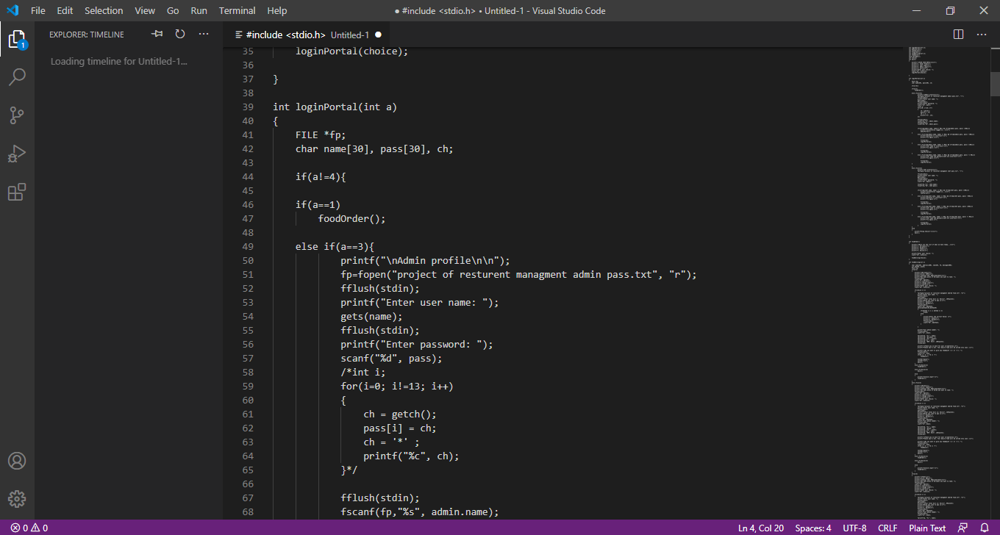 File Edit Selection View Go Run Terminal Help
● #include <stdio.h> • Untitled-1 - Visual Studio Code
1
EXPLORER: TIMELINE
Loading timeline for Untitled-1...
#include <stdio.h> Untitled-1 ●
35 loginPortal(choice);
36
37 }
38
39 int loginPortal(int a)
40 {
41 FILE *fp;
42 char name[30], pass[30], ch;
43
44 if(a!=4){
45
46 if(a==1)
47 foodOrder();
48
49 else if(a==3){
50 printf("\nAdmin profile\n\n");
51 fp=fopen("project of resturent managment admin pass.txt", "r");
52 fflush(stdin);
53 printf("Enter user name: ");
54 gets(name);
55 fflush(stdin);
56 printf("Enter password: ");
57 scanf("%d", pass);
58 /*int i;
59 for(i=0; i!=13; i++)
60 {
61 ch = getch();
62 pass[i] = ch;
63 ch = '*' ;
64 printf("%c", ch);
65 }*/
66
67 fflush(stdin);
68 fscanf(fp,"%s", admin.name);
0 0 Ln 4, Col 20 Spaces: 4 UTF-8 CRLF Plain Text